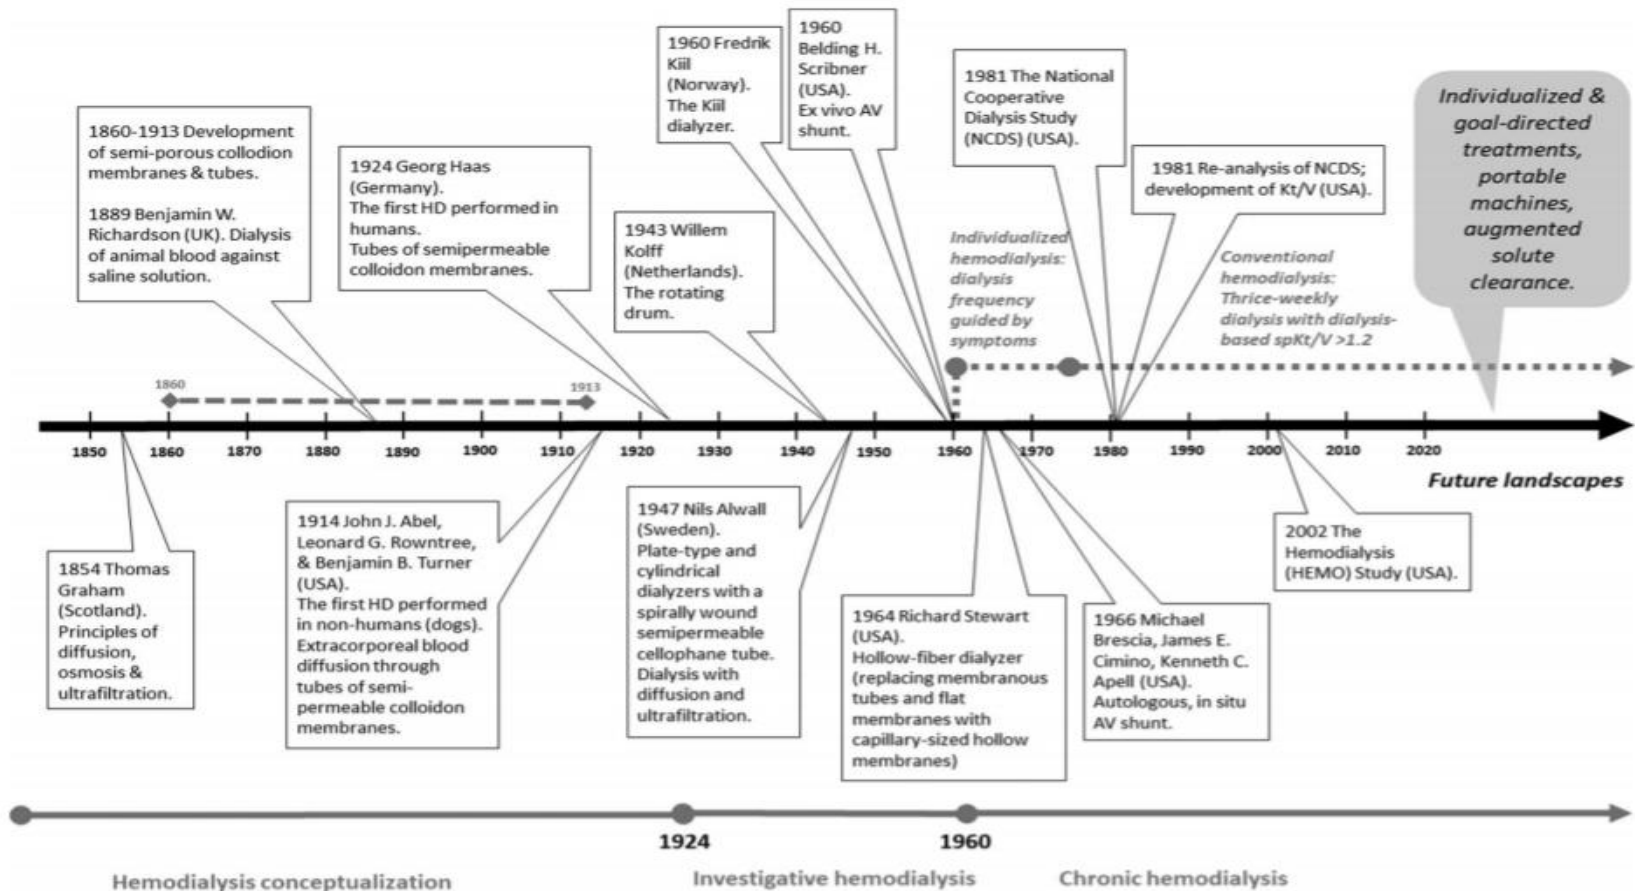 1960 Fredrik
Kiil
(Norway).
The Kiil
dialyzer.
1960
Belding H.
Scribner
(USA).
Ex vivo AV
shunt.
1981 The National
Cooperative
Dialysis Study
(NCDS) (USA).
Individualized &
goal-directed
treatments,
portable
machines,
augmented
solute
clearance.
1860-1913 Development
of semi-porous collodion
membranes & tubes.
1889 Benjamin W.
Richardson (UK). Dialysis
of animal blood against
saline solution.
1924 Georg Haas
(Germany).
The first HD performed in
humans.
Tubes of semipermeable
colloidon membranes.
1943 Willem
Kolff
(Netherlands).
The rotating
drum.
1981 Re-analysis of NCDS;
development of Kt/V (USA).
Individualized
hemodialysis:
dialysis
frequency
guided by
symptoms
Conventional
hemodialysis:
Thrice-weekly
dialysis with dialysis-
based spKt/V >1.2
1860
1913
1850 1860 1870 1880 1890 1900 1910 1920 1930 1940 1950 1960 1970 1980 1990 2000 2010 2020
Future landscapes
1854 Thomas
Graham
(Scotland).
Principles of
diffusion,
osmosis &
ultrafiltration.
1914 John J. Abel,
Leonard G. Rowntree,
& Benjamin B. Turner
(USA).
The first HD performed
in non-humans (dogs).
Extracorporeal blood
diffusion through
tubes of semi-
permeable colloidon
membranes.
1947 Nils Alwall
(Sweden).
Plate-type and
cylindrical
dialyzers with a
spirally wound
semipermeable
cellophane tube.
Dialysis with
diffusion and
ultrafiltration.
1964 Richard Stewart
(USA).
Hollow-fiber dialyzer
(replacing membranous
tubes and flat
membranes with
capillary-sized hollow
membranes)
1966 Michael
Brescia, James E.
Cimino, Kenneth C.
Apell (USA).
Autologous, in situ
AV shunt.
2002 The
Hemodialysis
(HEMO) Study (USA).
1924
1960
Hemodialysis conceptualization
Investigative hemodialysis
Chronic hemodialysis